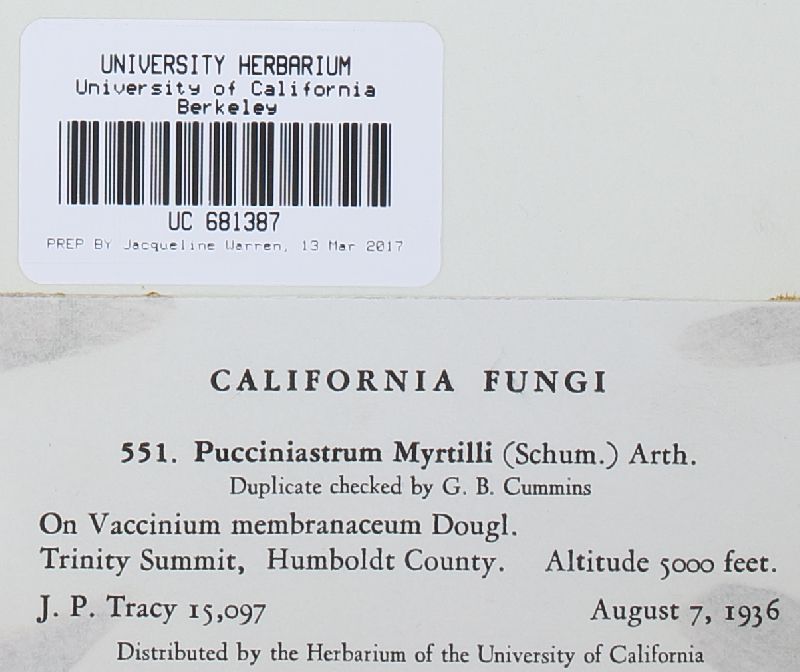 UNIVERSITY HERBARIUM
University of California
Berkeley
UC 681387
PREP BY Jacqueline Warren, 13 Mar 2017
CALIFORNIA FUNGI
551. Pucciniastrum Myrtilli (Schum.) Arth.
Duplicate checked by G. B. Cummins
On Vaccinium membranaceum Dougl.
Trinity Summit, Humboldt County. Altitude 5000 feet.
J. P. Tracy 15,097 August 7, 1936
Distributed by the Herbarium of the University of California